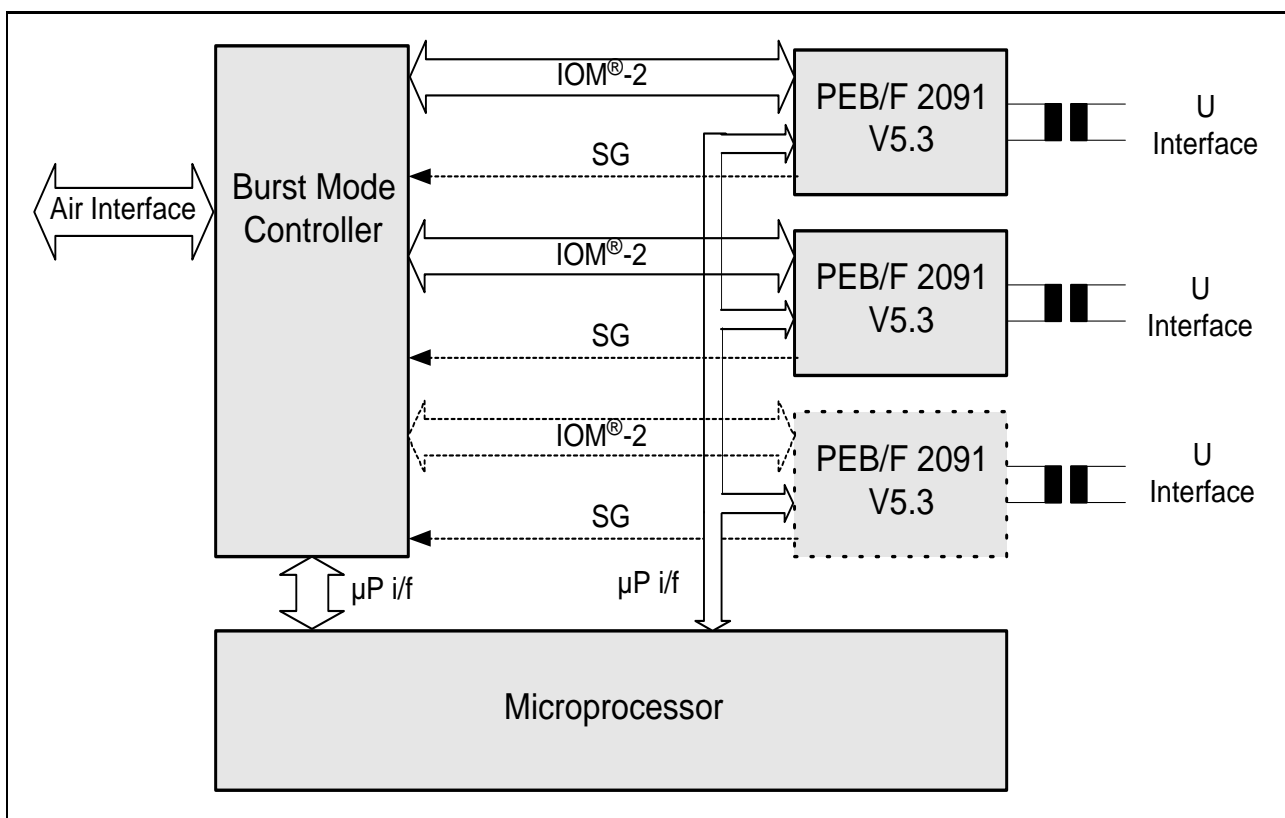 IOM®-2
PEB/F 2091
V5.3
U
Interface
SG
Air Interface
Burst Mode
Controller
IOM®-2
PEB/F 2091
V5.3
U
Interface
SG
IOM®-2
PEB/F 2091
V5.3
U
Interface
SG
µP i/f
µP i/f
Microprocessor